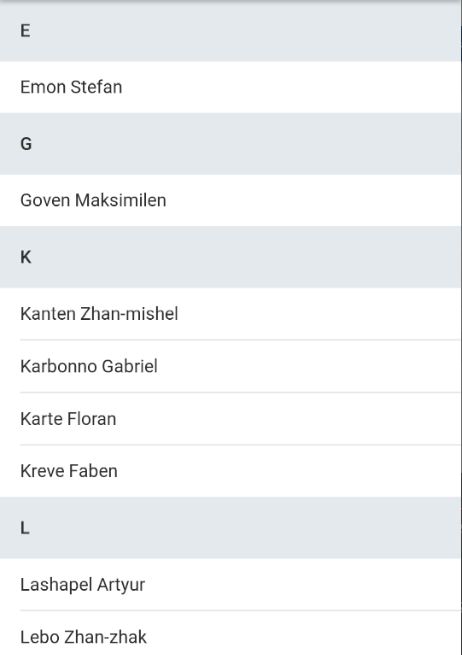 E
Emon Stefan
G
Goven Maksimilen
K
Kanten Zhan-mishel
Karbonno Gabriel
Karte Floran
Kreve Faben
L
Lashapel Artyur
Lebo Zhan-zhak